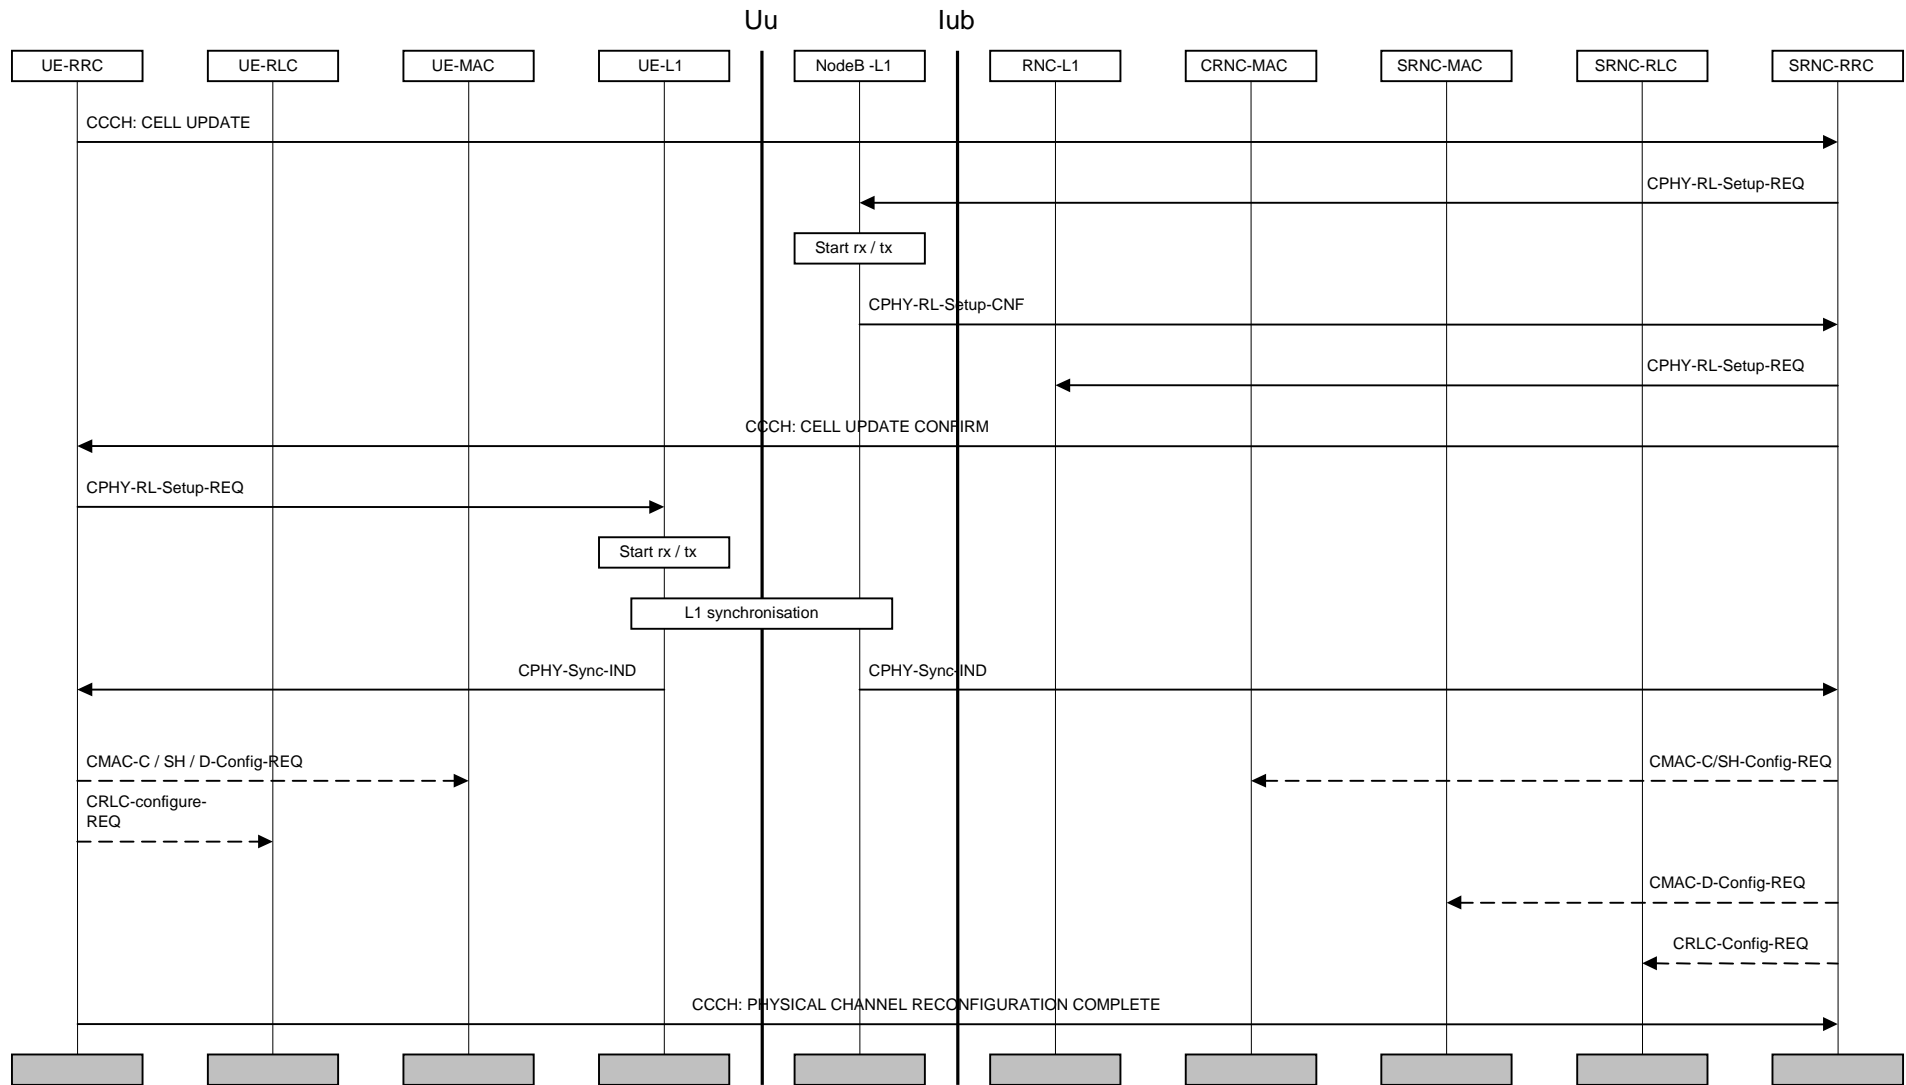 Uu
Iub
UE-RRC
UE-RLC
UE-MAC
UE-L1
NodeB -L1
RNC-L1
CRNC-MAC
SRNC-MAC
SRNC-RLC
SRNC-RRC
CCCH: CELL UPDATE
CPHY-RL-Setup-REQ
Start rx / tx
CPHY-RL-Setup-CNF
CPHY-RL-Setup-REQ
CCCH: CELL UPDATE CONFIRM
CPHY-RL-Setup-REQ
Start rx / tx
L1 synchronisation
CPHY-Sync-IND
CPHY-Sync-IND
CMAC-C / SH / D-Config-REQ
CMAC-C/SH-Config-REQ
CRLC-configure-
REQ
CMAC-D-Config-REQ
CRLC-Config-REQ
CCCH: PHYSICAL CHANNEL RECONFIGURATION COMPLETE